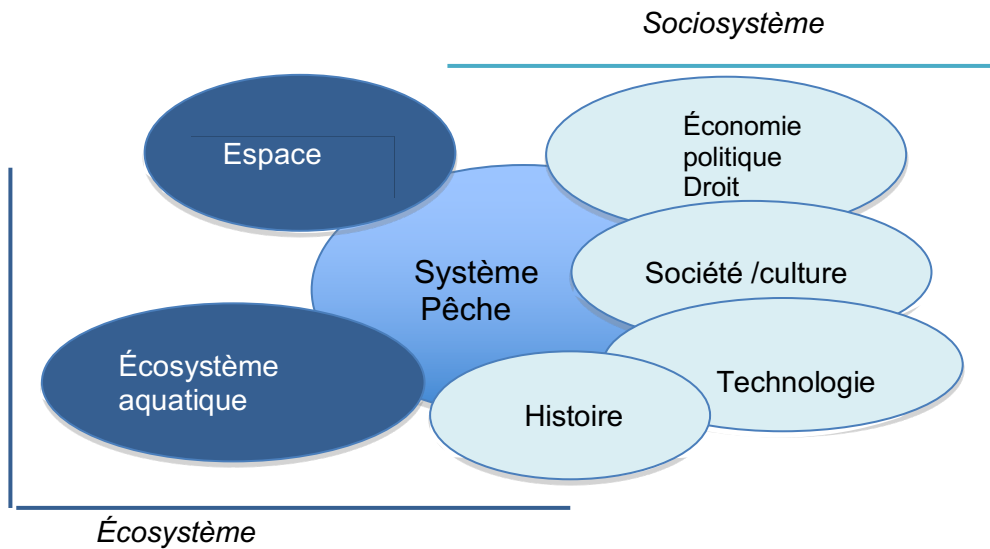 Sociosystème
Économie
politique
Droit
Espace
Système
Pêche
Société /culture
Écosystème
aquatique
Technologie
Histoire
Écosystème